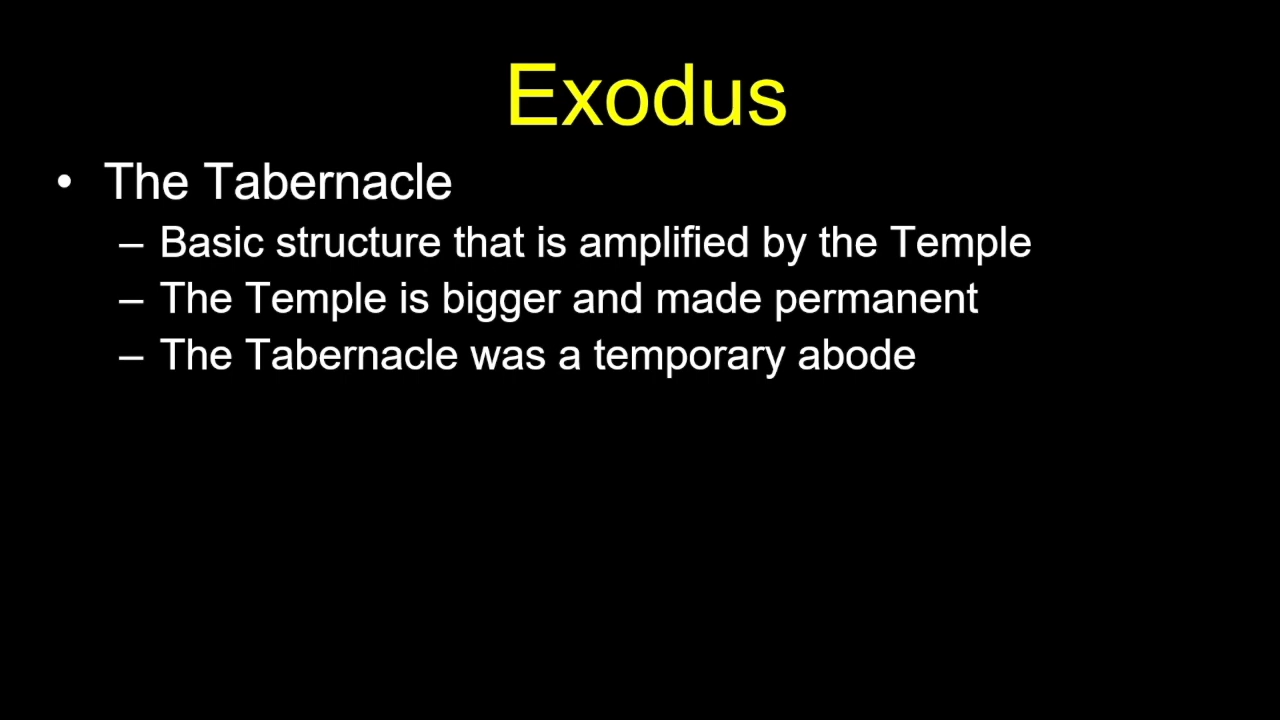 Exodus
• The Tabernacle
– Basic structure that is amplified by the Temple
– The Temple is bigger and made permanent
– The Tabernacle was a temporary abode